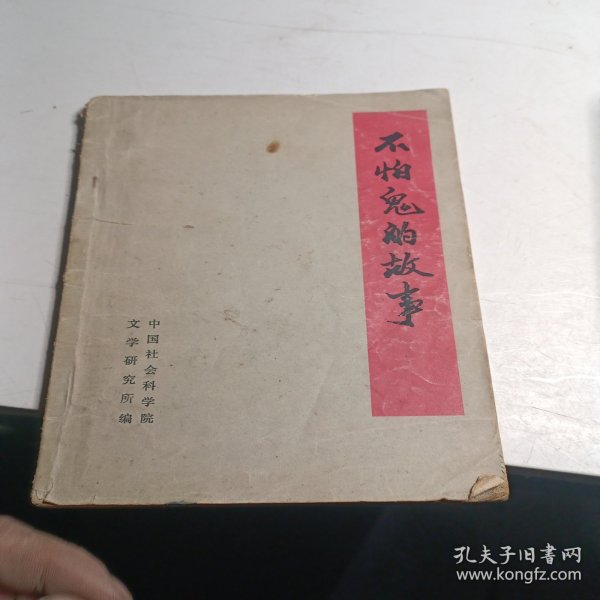 不怕鬼的故事
中国社会科学院
文学研究所编
孔夫子旧书网
www.kongfz.com